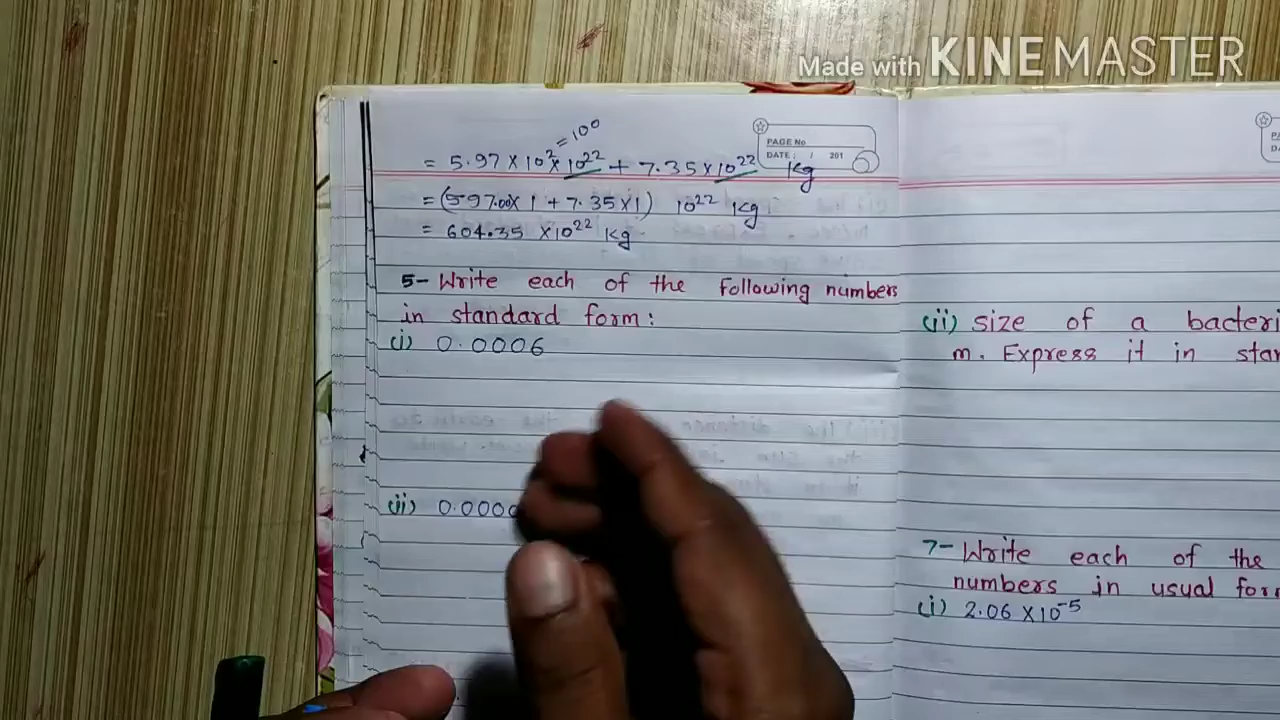 Made with KINEMASTER
= 100
= 5.97 × 10² × 10²² + 7.35 × 10²² Kg
PAGE No
DATE : / 201
= (597.00 × 1 + 7.35 × 1) 10²² Kg
= 604.35 × 10²² Kg
5- Write each of the following numbers
in standard form :
(i) 0.0006
(ii) 0.0000
(ii) size of a bacteri
m. Express it in stan
7- Write each of the
numbers in usual for
(i) 2.06 × 10⁻⁵